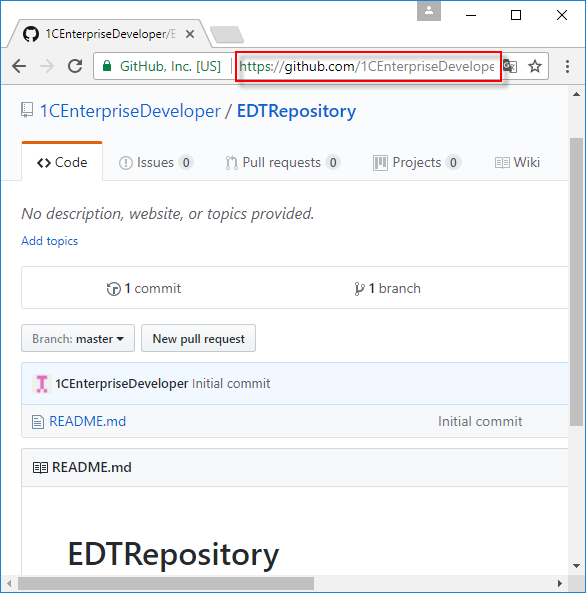 1CEnterpriseDeveloper/E
GitHub, Inc. [US] https://github.com/1CEnterpriseDevelope
1CEnterpriseDeveloper / EDTRepository
Code Issues 0 Pull requests 0 Projects 0 Wiki
No description, website, or topics provided.
Add topics
1 commit 1 branch
Branch: master New pull request
1CEnterpriseDeveloper Initial commit
README.md Initial commit
README.md
EDTRepository